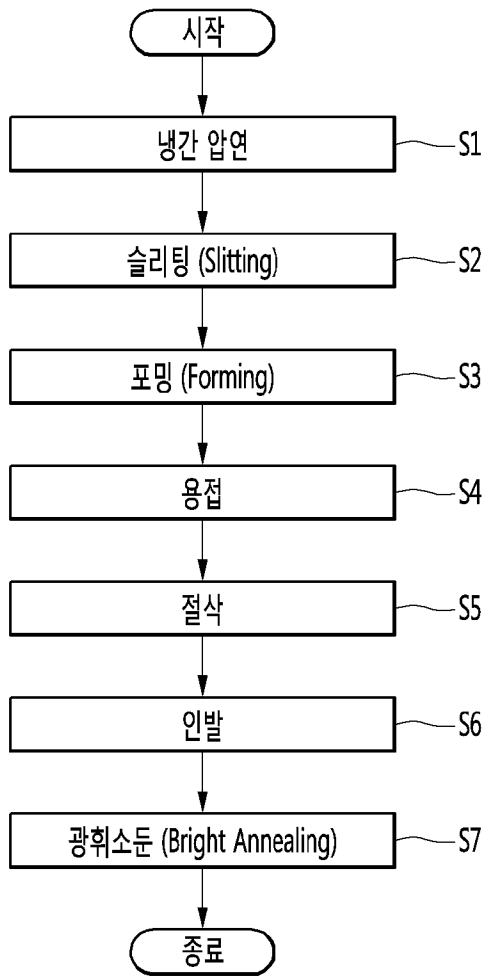 시작
냉간 압연 S1
슬리팅 (Slitting) S2
포밍 (Forming) S3
용접 S4
절삭 S5
인발 S6
광휘소둔 (Bright Annealing) S7
종료